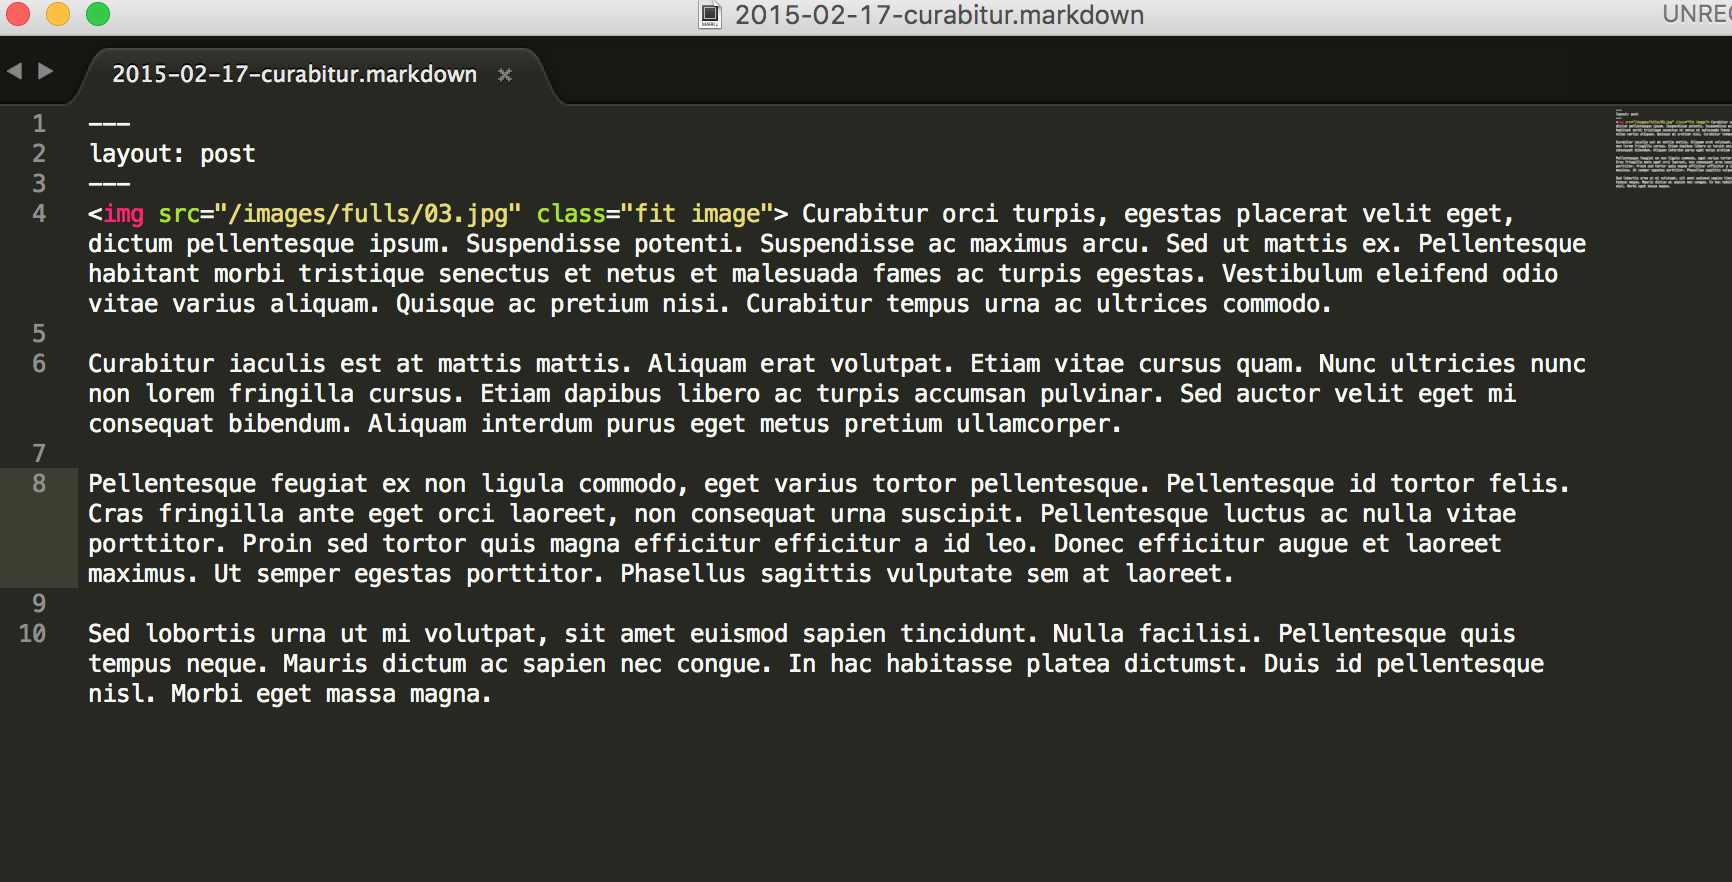 2015-02-17-curabitur.markdown
UNRE
2015-02-17-curabitur.markdown
1 ---
2 layout: post
3 ---
4 <img src="/images/fulls/03.jpg" class="fit image"> Curabitur orci turpis, egestas placerat velit eget,
dictum pellentesque ipsum. Suspendisse potenti. Suspendisse ac maximus arcu. Sed ut mattis ex. Pellentesque
habitant morbi tristique senectus et netus et malesuada fames ac turpis egestas. Vestibulum eleifend odio
vitae varius aliquam. Quisque ac pretium nisi. Curabitur tempus urna ac ultrices commodo.
5
6 Curabitur iaculis est at mattis mattis. Aliquam erat volutpat. Etiam vitae cursus quam. Nunc ultricies nunc
non lorem fringilla cursus. Etiam dapibus libero ac turpis accumsan pulvinar. Sed auctor velit eget mi
consequat bibendum. Aliquam interdum purus eget metus pretium ullamcorper.
7
8 Pellentesque feugiat ex non ligula commodo, eget varius tortor pellentesque. Pellentesque id tortor felis.
Cras fringilla ante eget orci laoreet, non consequat urna suscipit. Pellentesque luctus ac nulla vitae
porttitor. Proin sed tortor quis magna efficitur efficitur a id leo. Donec efficitur augue et laoreet
maximus. Ut semper egestas porttitor. Phasellus sagittis vulputate sem at laoreet.
9
10 Sed lobortis urna ut mi volutpat, sit amet euismod sapien tincidunt. Nulla facilisi. Pellentesque quis
tempus neque. Mauris dictum ac sapien nec congue. In hac habitasse platea dictumst. Duis id pellentesque
nisl. Morbi eget massa magna.